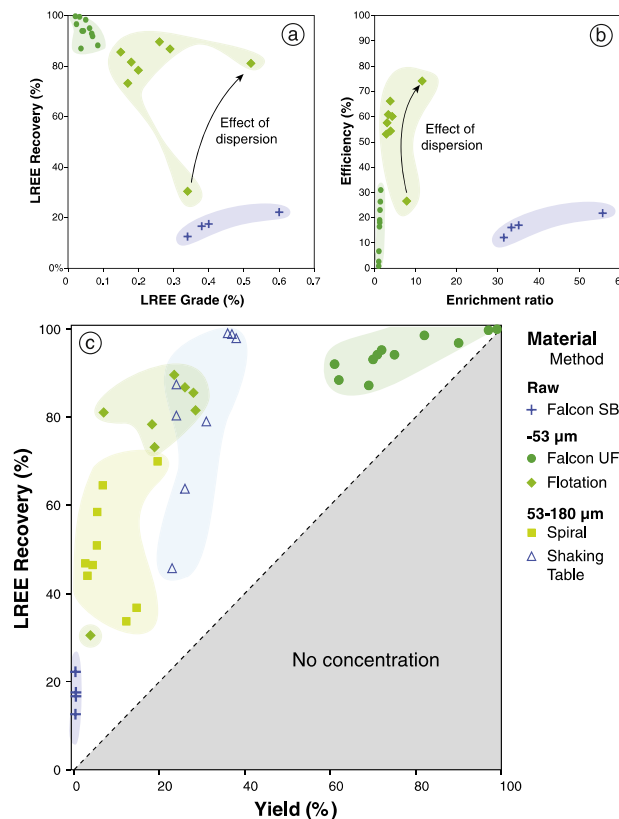 a
LREE Recovery (%)
100
80
60
40
20
0%
0
0.1
0.2
0.3
0.4
0.5
0.6
0.7
LREE Grade (%)
Effect of
dispersion
b
Efficiency (%)
100
90
80
70
60
50
40
30
20
10
0
0
10
20
30
40
50
60
Enrichment ratio
Effect of
dispersion
c
LREE Recovery (%)
100
80
60
40
20
0
0
20
40
60
80
100
Yield (%)
No concentration
Material
Method
Raw
Falcon SB
-53 µm
Falcon UF
Flotation
53-180 µm
Spiral
Shaking
Table